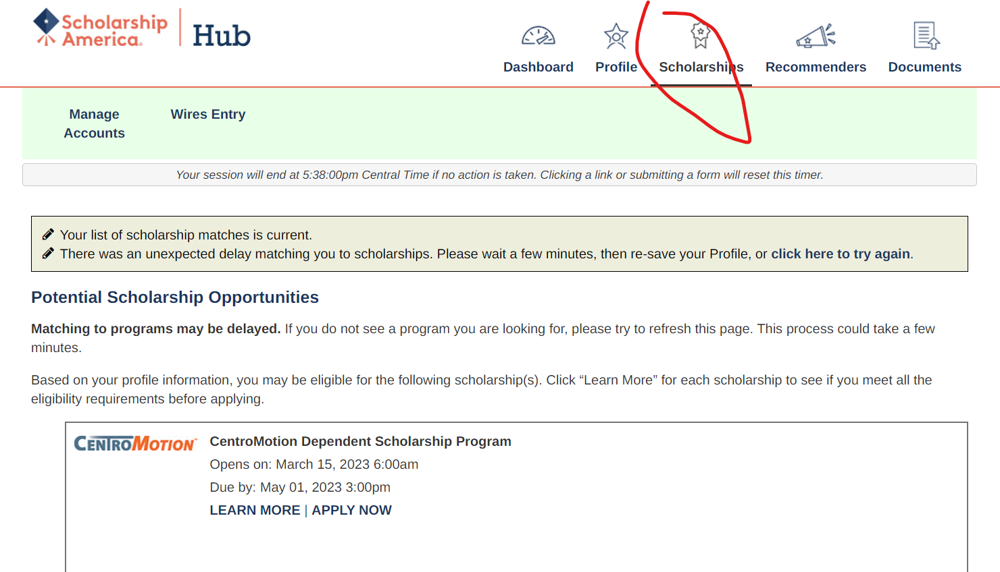 Scholarship
America.
Hub
Dashboard Profile Scholarships Recommenders Documents
Manage
Accounts
Wires Entry
Your session will end at 5:38:00pm Central Time if no action is taken. Clicking a link or submitting a form will reset this timer.
Your list of scholarship matches is current.
There was an unexpected delay matching you to scholarships. Please wait a few minutes, then re-save your Profile, or click here to try again.
Potential Scholarship Opportunities
Matching to programs may be delayed. If you do not see a program you are looking for, please try to refresh this page. This process could take a few
minutes.
Based on your profile information, you may be eligible for the following scholarship(s). Click “Learn More” for each scholarship to see if you meet all the
eligibility requirements before applying.
CENTROMOTION™
CentroMotion Dependent Scholarship Program
Opens on: March 15, 2023 6:00am
Due by: May 01, 2023 3:00pm
LEARN MORE | APPLY NOW